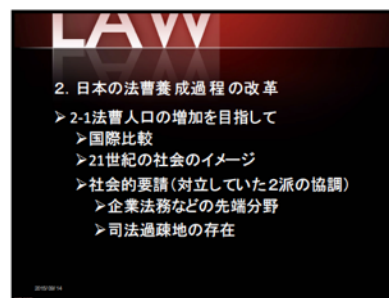 LAW
2. 日本の法曹養成過程の改革
➢2-1法曹人口の増加を目指して
➢国際比較
➢21世紀の社会のイメージ
➢社会的要請(対立していた2派の協調)
➢企業法務などの先端分野
➢司法過疎地の存在
2015/09/14